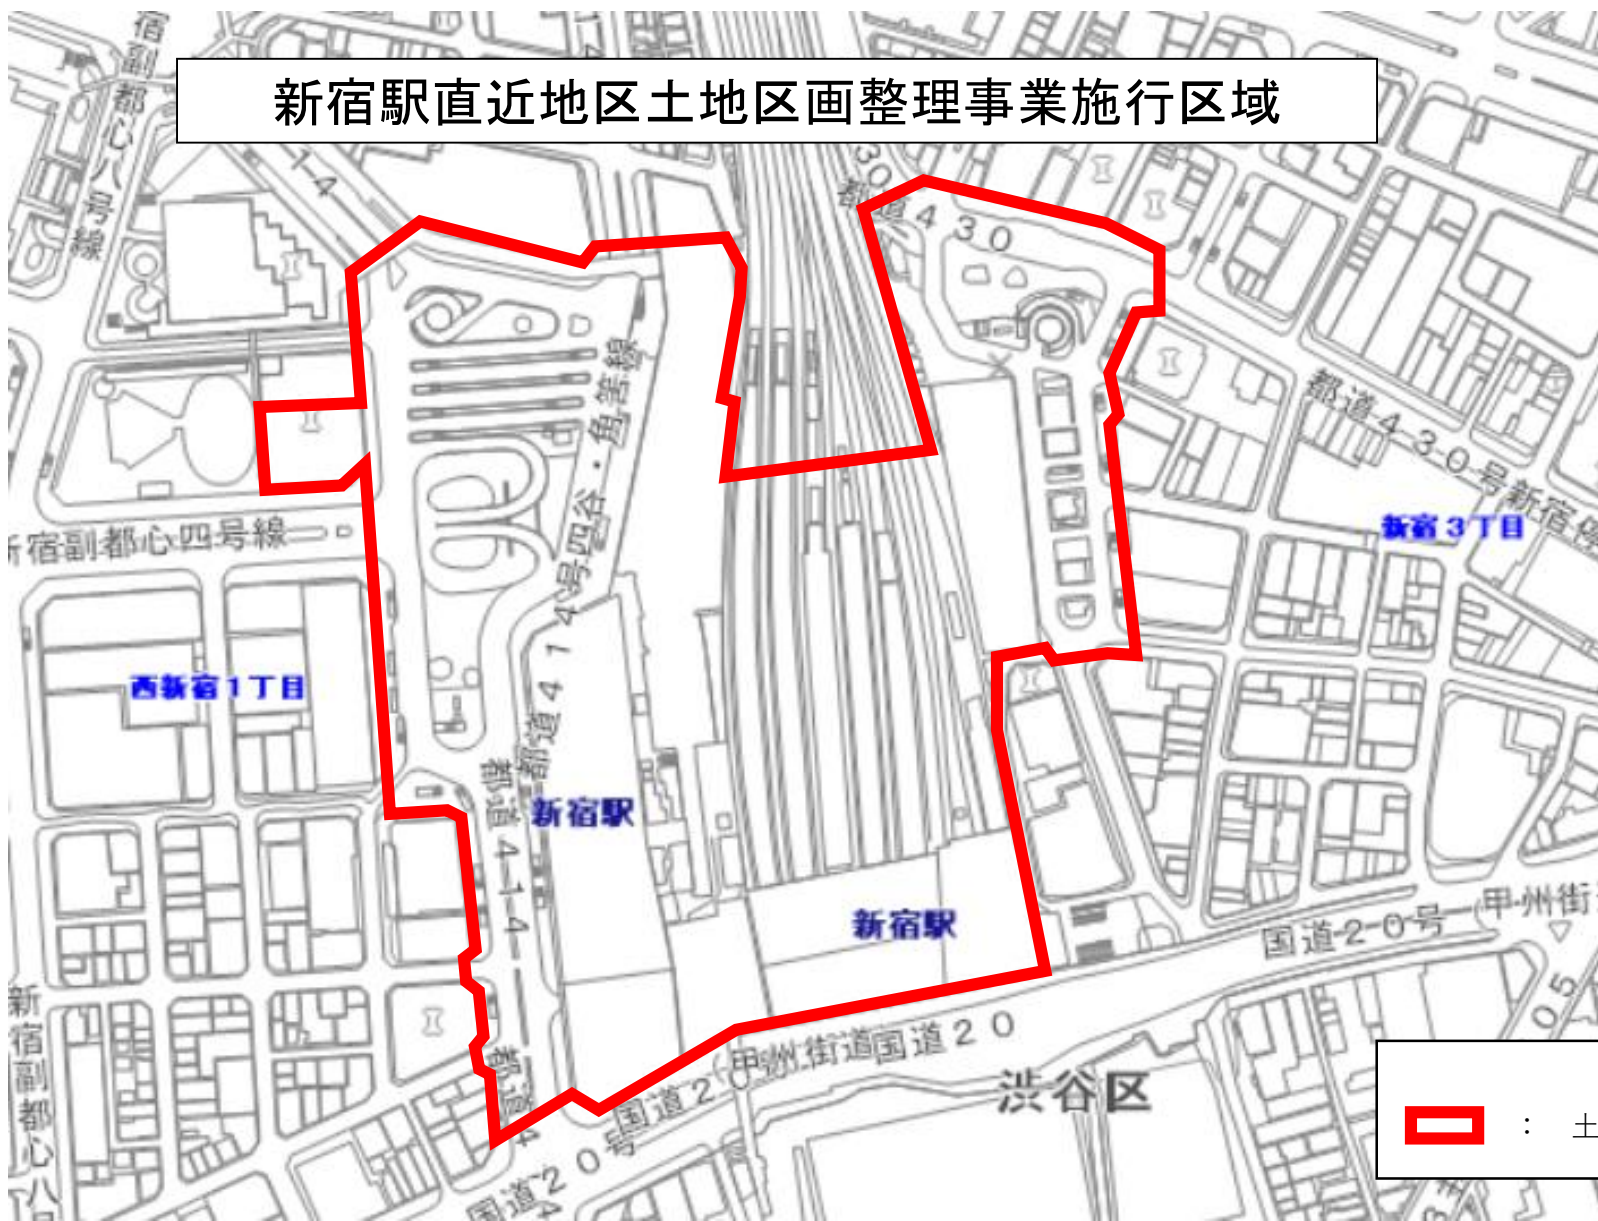 新宿駅直近地区土地区画整理事業施行区域
宿副都心八号線
14
30
都道430
都道430号新宿停
号四谷・角筈線
新宿3丁目
新宿副都心四号線
都道414
西新宿1丁目
都道414
新宿駅
新宿駅
国道20号(甲州街
05
新宿副都心八
都道4
国道20号
(甲州街道国道20
国道20号
渋谷区
: 土